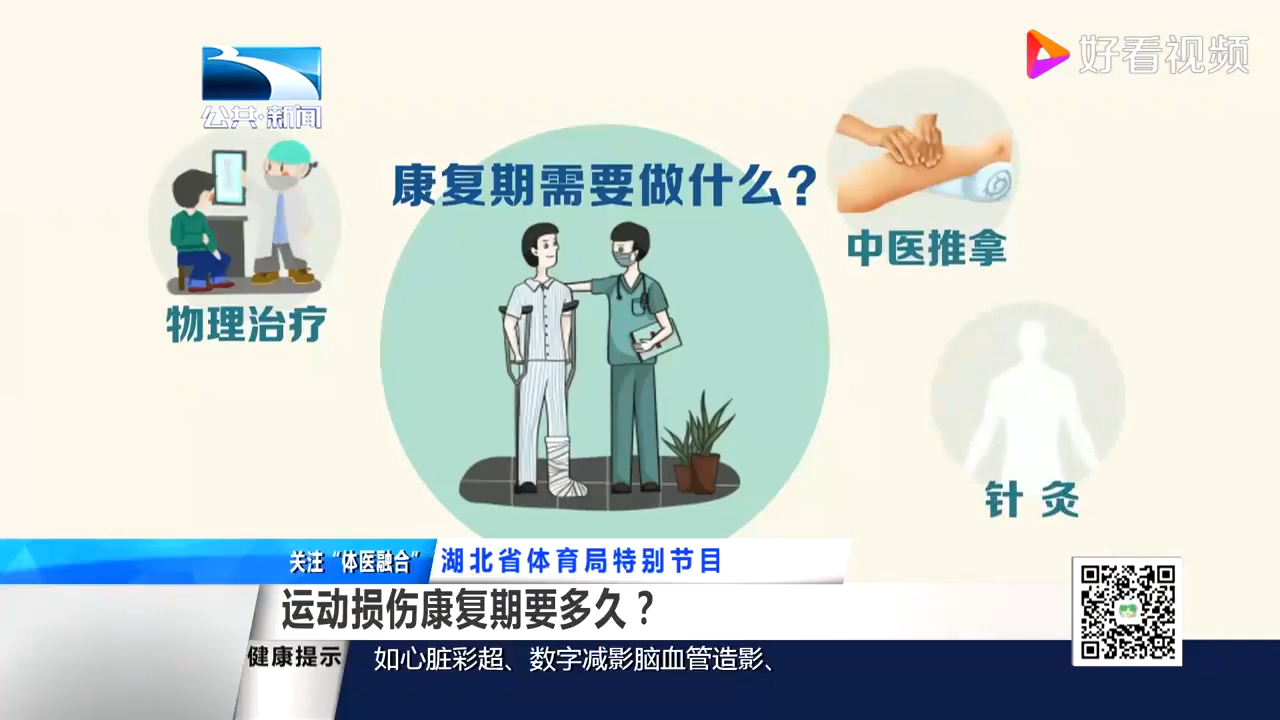 好看视频
公共·新闻
康复期需要做什么？
中医推拿
物理治疗
针灸
关注“体医融合”
湖北省体育局特别节目
运动损伤康复期要多久？
健康提示
如心脏彩超、数字减影脑血管造影、